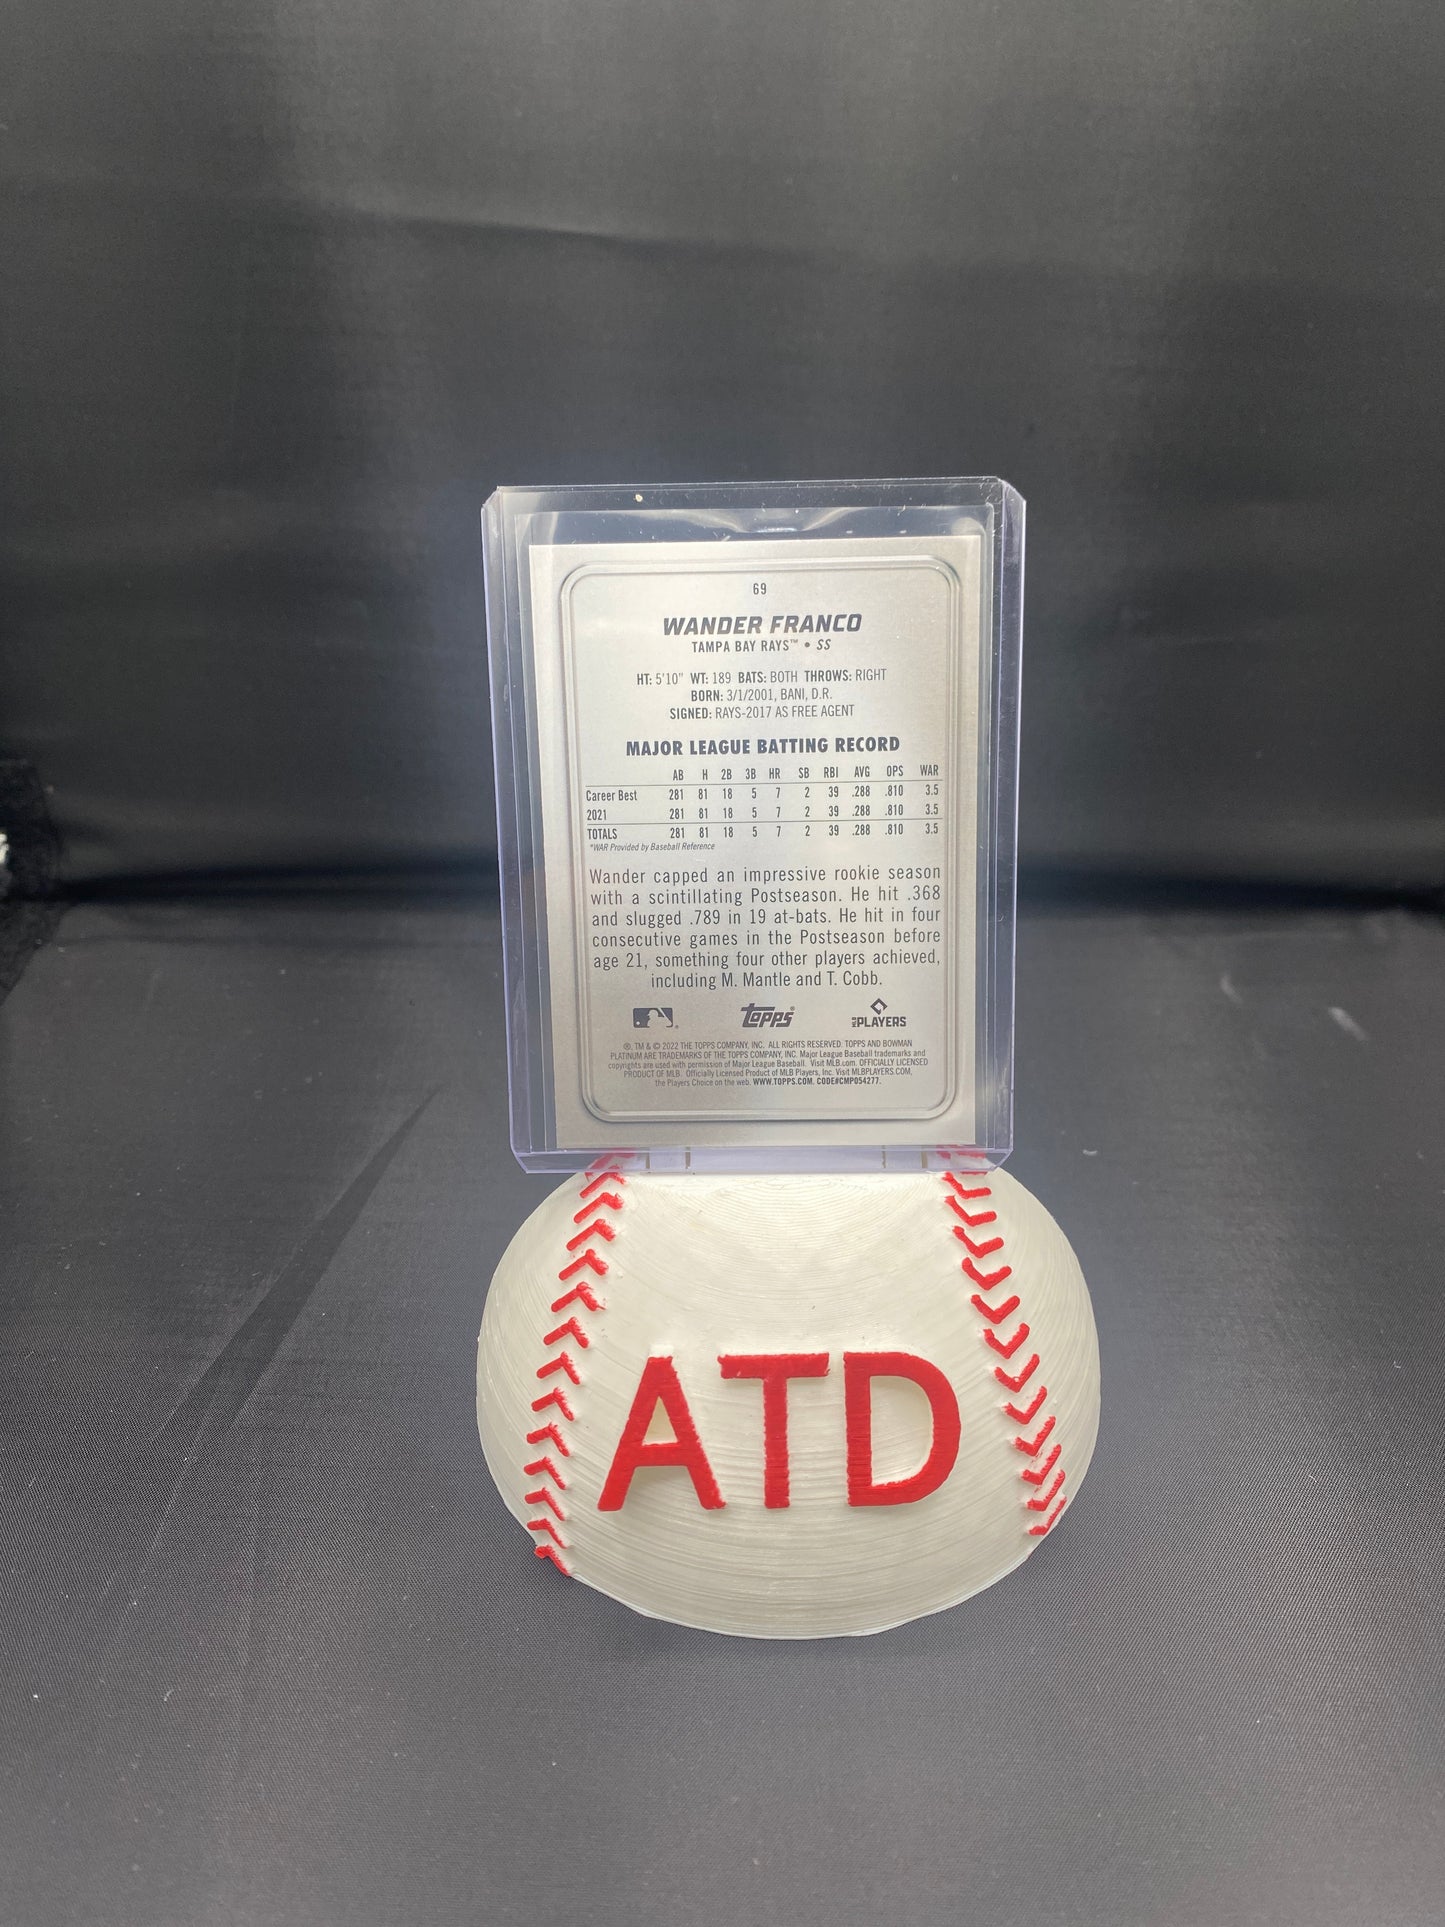 69
WANDER FRANCO
TAMPA BAY RAYS™ • SS
HT: 5'10" WT: 189 BATS: BOTH THROWS: RIGHT
BORN: 3/1/2001, BANI, D.R.
SIGNED: RAYS-2017 AS FREE AGENT
MAJOR LEAGUE BATTING RECORD
AB H 2B 3B HR SB RBI AVG OPS WAR
Career Best 281 81 18 5 7 2 39 .288 .810 3.5
2021 281 81 18 5 7 2 39 .288 .810 3.5
TOTALS 281 81 18 5 7 2 39 .288 .810 3.5
*WAR Provided by Baseball Reference
Wander capped an impressive rookie season
with a scintillating Postseason. He hit .368
and slugged .789 in 19 at-bats. He hit in four
consecutive games in the Postseason before
age 21, something four other players achieved,
including M. Mantle and T. Cobb.
topps® MLB PLAYERS
®, TM & © 2022 THE TOPPS COMPANY, INC. ALL RIGHTS RESERVED. TOPPS AND BOWMAN
PLATINUM ARE TRADEMARKS OF THE TOPPS COMPANY, INC. Major League Baseball trademarks and
copyrights are used with permission of Major League Baseball. Visit MLB.com. OFFICIALLY LICENSED
PRODUCT OF MLB. Officially Licensed Product of MLB Players, Inc. Visit MLBPLAYERS.COM,
the Players Choice on the web. WWW.TOPPS.COM. CODE#CMP054277.
ATD